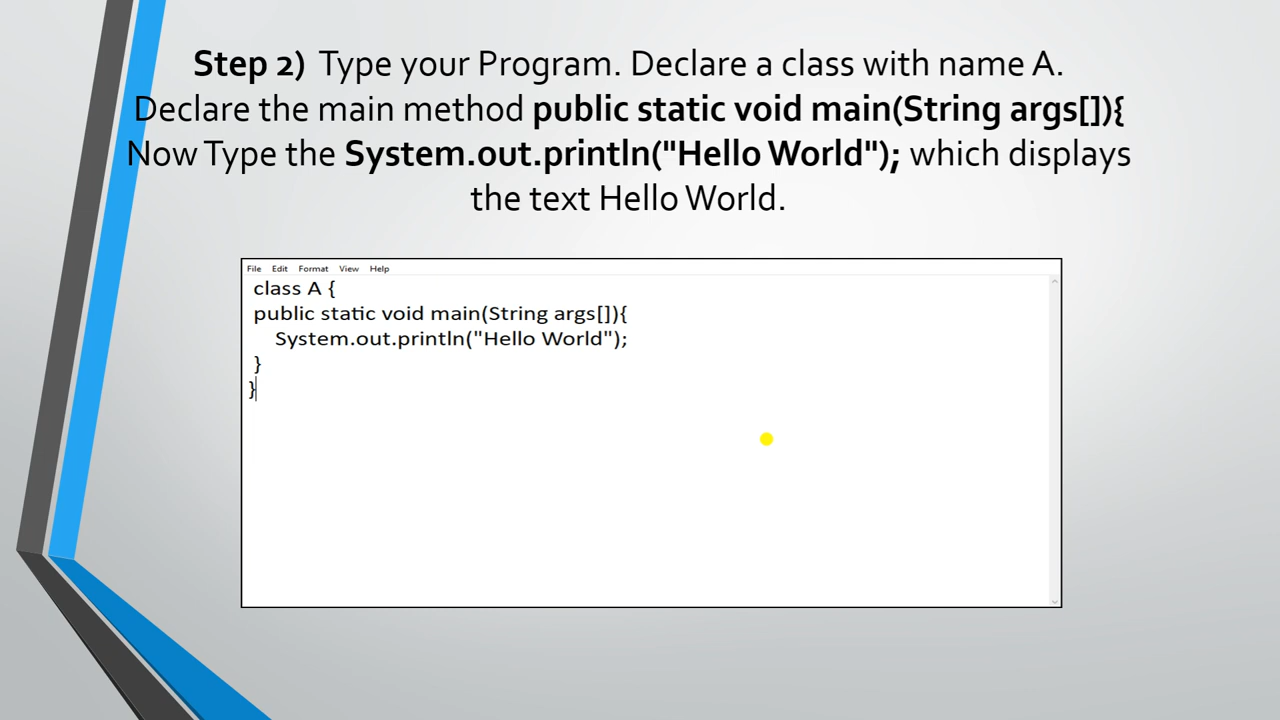 Step 2) Type your Program. Declare a class with name A.
Declare the main method public static void main(String args[]){
Now Type the System.out.println("Hello World"); which displays
the text Hello World.
File Edit Format View Help
class A {
public static void main(String args[]){
System.out.println("Hello World");
}
}